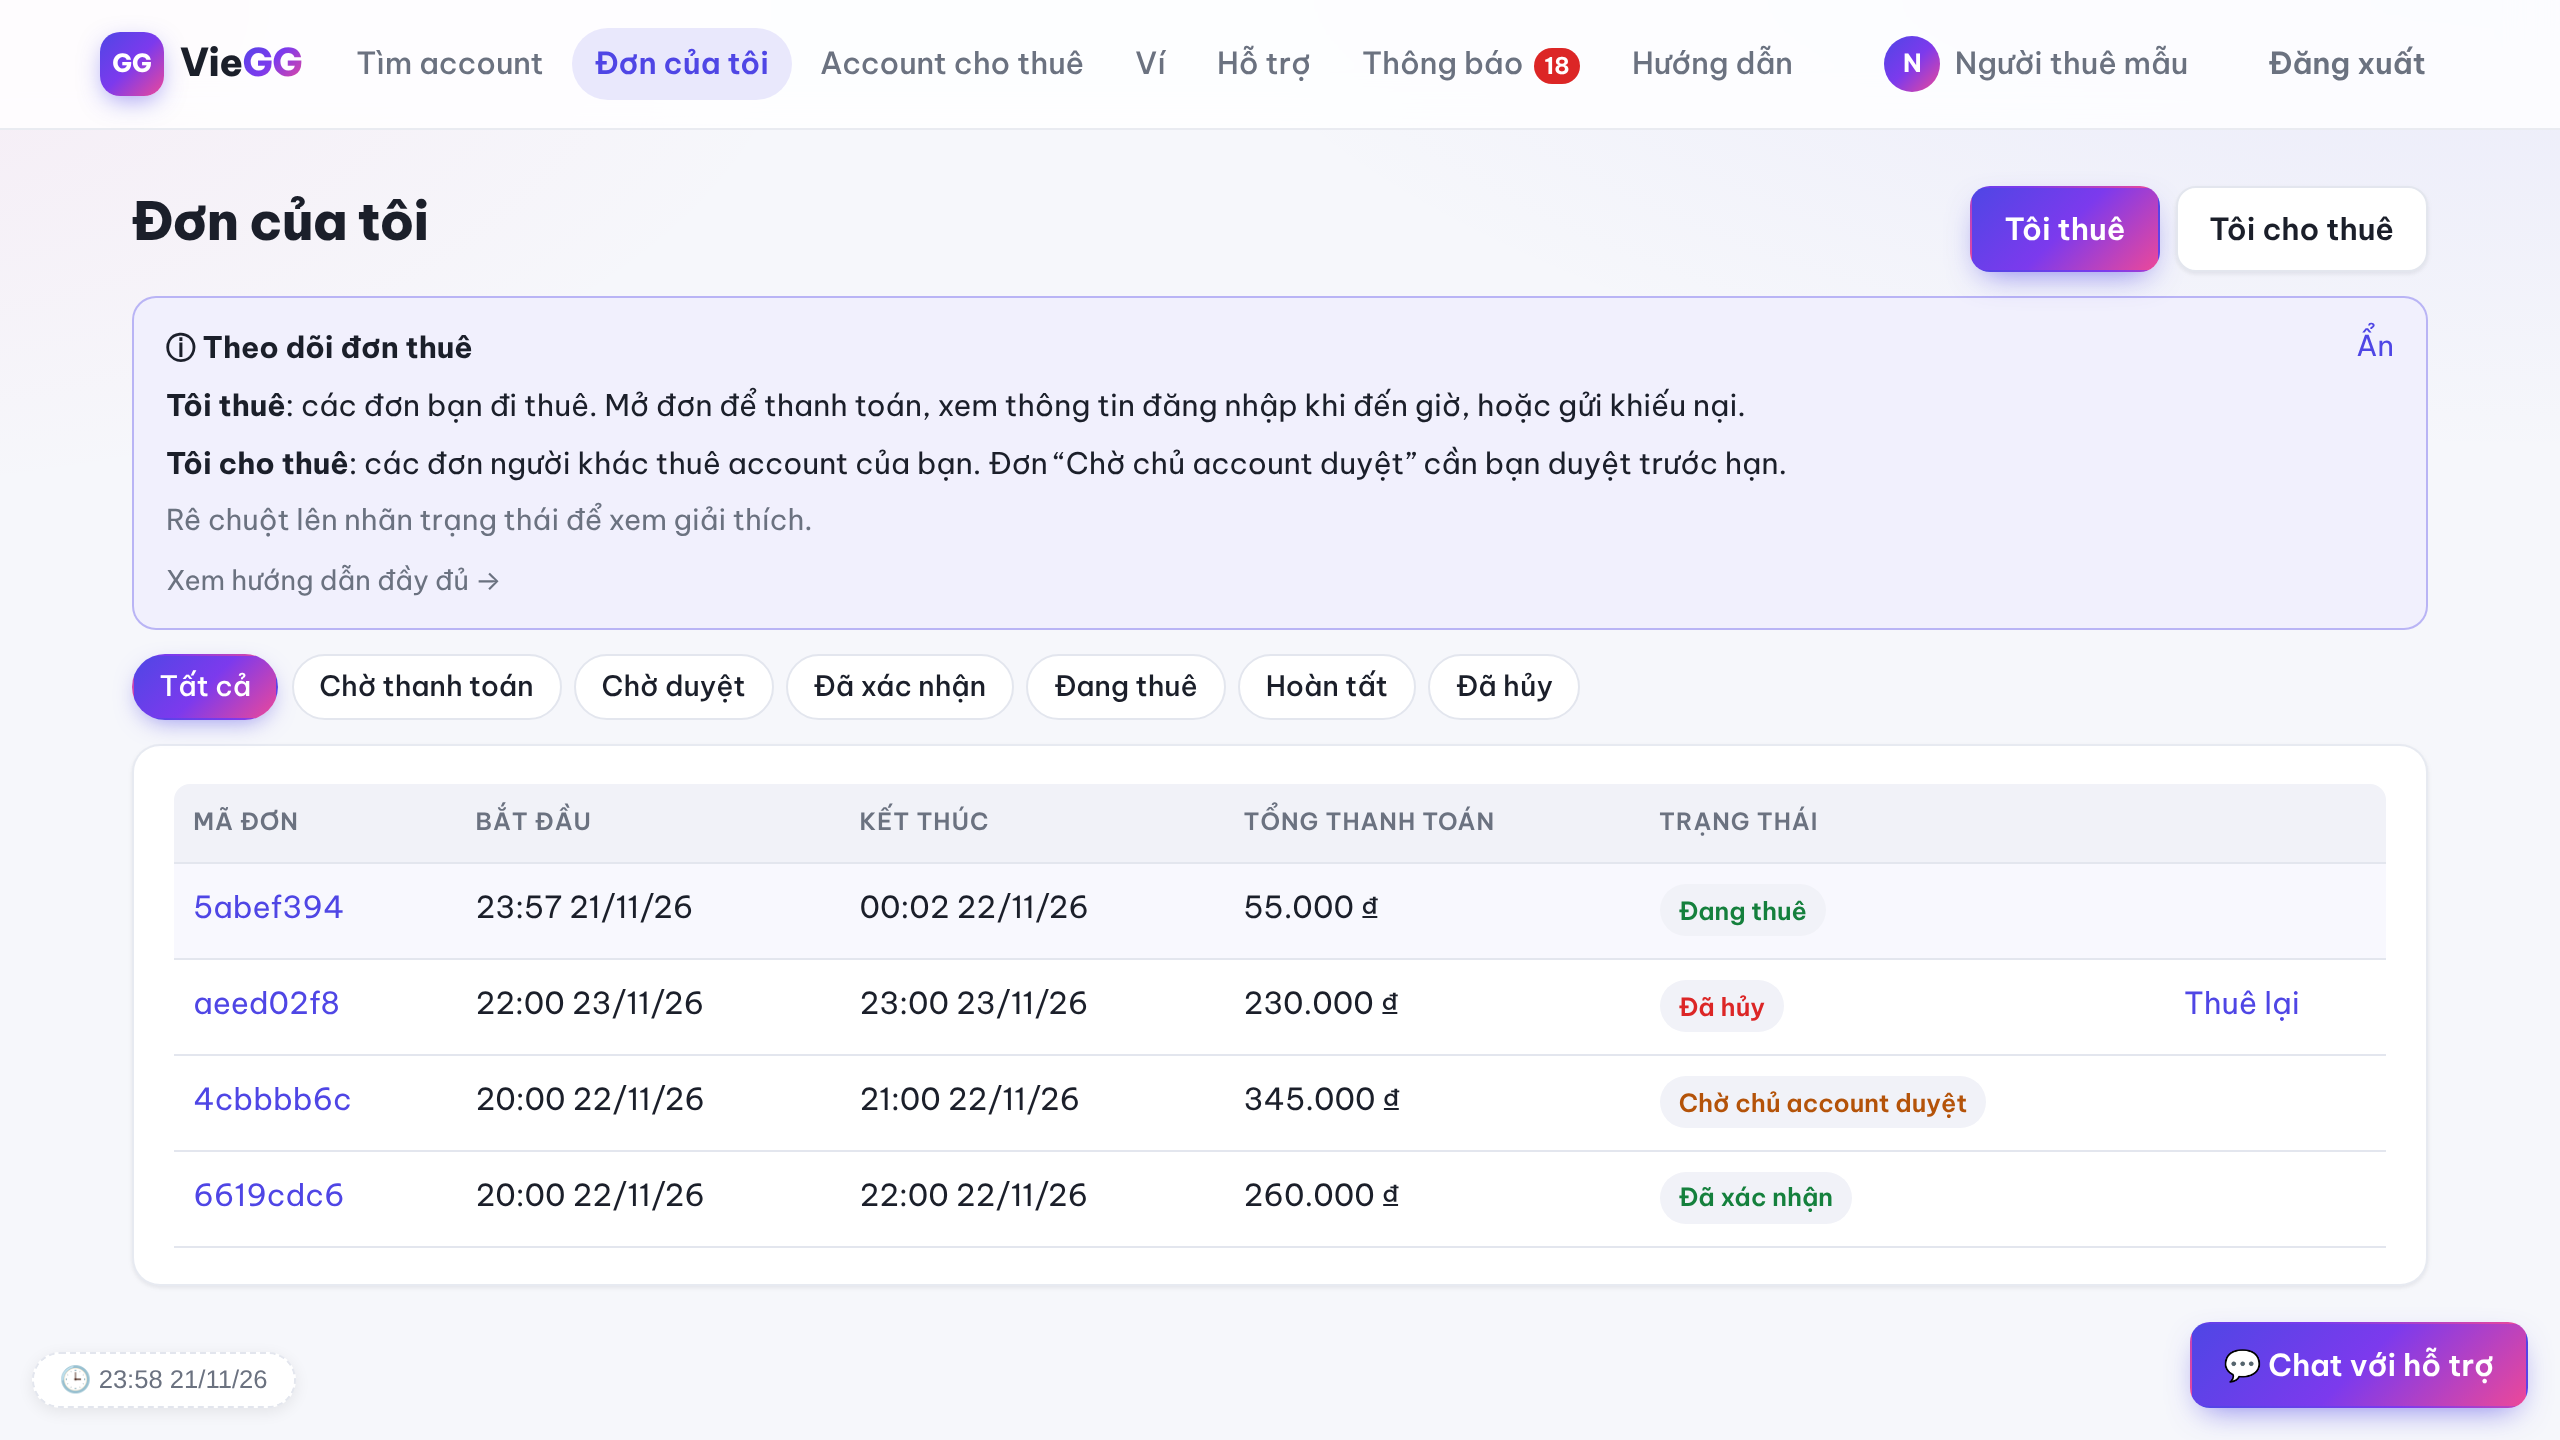 GG VieGG Tìm account Đơn của tôi Account cho thuê Ví Hỗ trợ Thông báo 18 Hướng dẫn N Người thuê mẫu Đăng xuất
Đơn của tôi Tôi thuê Tôi cho thuê
ⓘ Theo dõi đơn thuê Ẩn
Tôi thuê: các đơn bạn đi thuê. Mở đơn để thanh toán, xem thông tin đăng nhập khi đến giờ, hoặc gửi khiếu nại.
Tôi cho thuê: các đơn người khác thuê account của bạn. Đơn “Chờ chủ account duyệt” cần bạn duyệt trước hạn.
Rê chuột lên nhãn trạng thái để xem giải thích.
Xem hướng dẫn đầy đủ →
Tất cả Chờ thanh toán Chờ duyệt Đã xác nhận Đang thuê Hoàn tất Đã hủy
MÃ ĐƠN BẮT ĐẦU KẾT THÚC TỔNG THANH TOÁN TRẠNG THÁI
5abef394 23:57 21/11/26 00:02 22/11/26 55.000 ₫ Đang thuê
aeed02f8 22:00 23/11/26 23:00 23/11/26 230.000 ₫ Đã hủy Thuê lại
4cbbbb6c 20:00 22/11/26 21:00 22/11/26 345.000 ₫ Chờ chủ account duyệt
6619cdc6 20:00 22/11/26 22:00 22/11/26 260.000 ₫ Đã xác nhận
🕒 23:58 21/11/26 💬 Chat với hỗ trợ